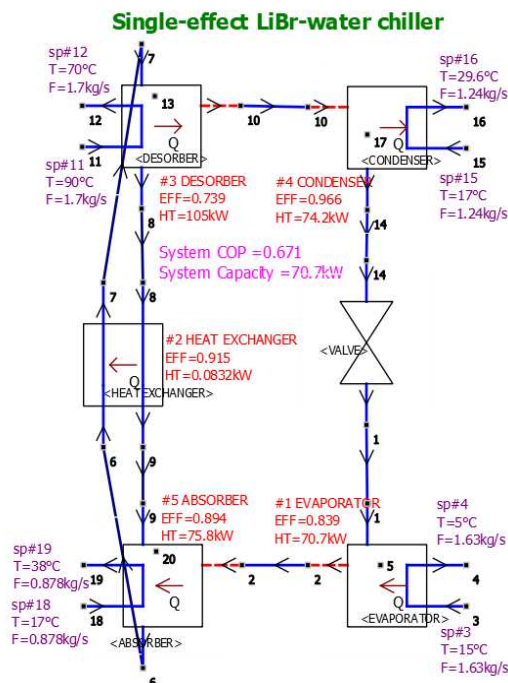 Single-effect LiBr-water chiller
sp#12
T=70°C
F=1.7kg/s
7
sp#16
T=29.6°C
F=1.24kg/s
13
12
10
10
16
Q
17
Q
11
<DESORBER>
<CONDENSER>
15
sp#11
T=90°C
F=1.7kg/s
#3 DESORBER
EFF=0.739
HT=105kW
#4 CONDENSER
EFF=0.966
HT=74.2kW
sp#15
T=17°C
F=1.24kg/s
8
14
System COP =0.671
System Capacity =70.7kW
14
7
8
#2 HEAT EXCHANGER
EFF=0.915
HT=0.0832kW
<VALVE>
Q
<HEATEXCHANGER>
1
6
9
#5 ABSORBER
EFF=0.894
HT=75.8kW
#1 EVAPORATOR
EFF=0.839
HT=70.7kW
9
1
sp#4
T=5°C
F=1.63kg/s
sp#19
T=38°C
F=0.878kg/s
20
5
19
2
2
4
sp#18
T=17°C
F=0.878kg/s
Q
Q
18
<EVAPORATOR>
3
<ABSORBER>
sp#3
T=15°C
F=1.63kg/s
6